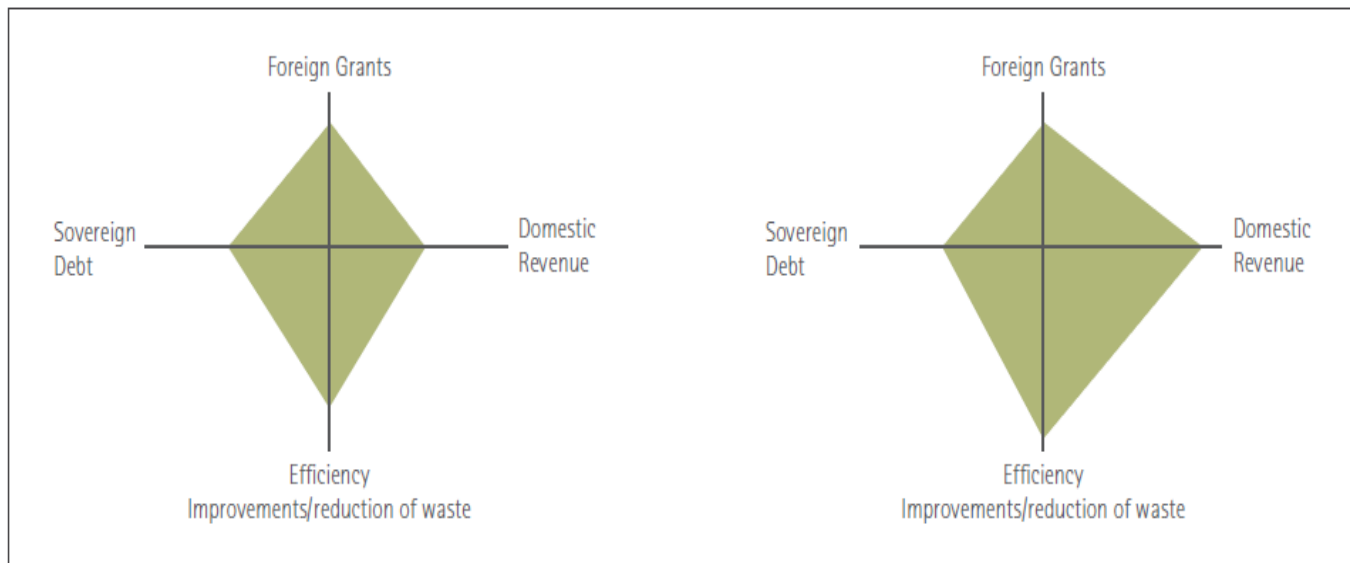 Foreign Grants
Sovereign
Debt
Domestic
Revenue
Efficiency
Improvements/reduction of waste
Foreign Grants
Sovereign
Debt
Domestic
Revenue
Efficiency
Improvements/reduction of waste